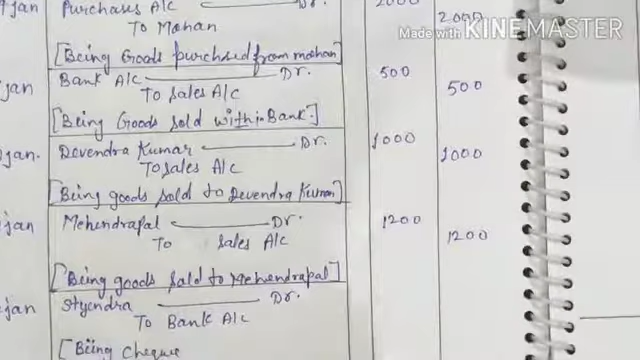 Purchases A/c Dr. 2000
To Mohan 2000
[Being Goods purchased from mohan]
jan Bank A/c Dr. 500
To Sales A/c 500
[Being Goods sold within Bank]
jan. Devendra Kumar Dr. 1000
To Sales A/c 1000
[Being goods sold to Devendra Kumar]
jan Mehendrapal Dr. 1200
To Sales A/c 1200
[Being goods sold to Mehendrapal]
jan Styendra Dr.
To Bank A/c
[Being cheque
Made with KINEMASTER